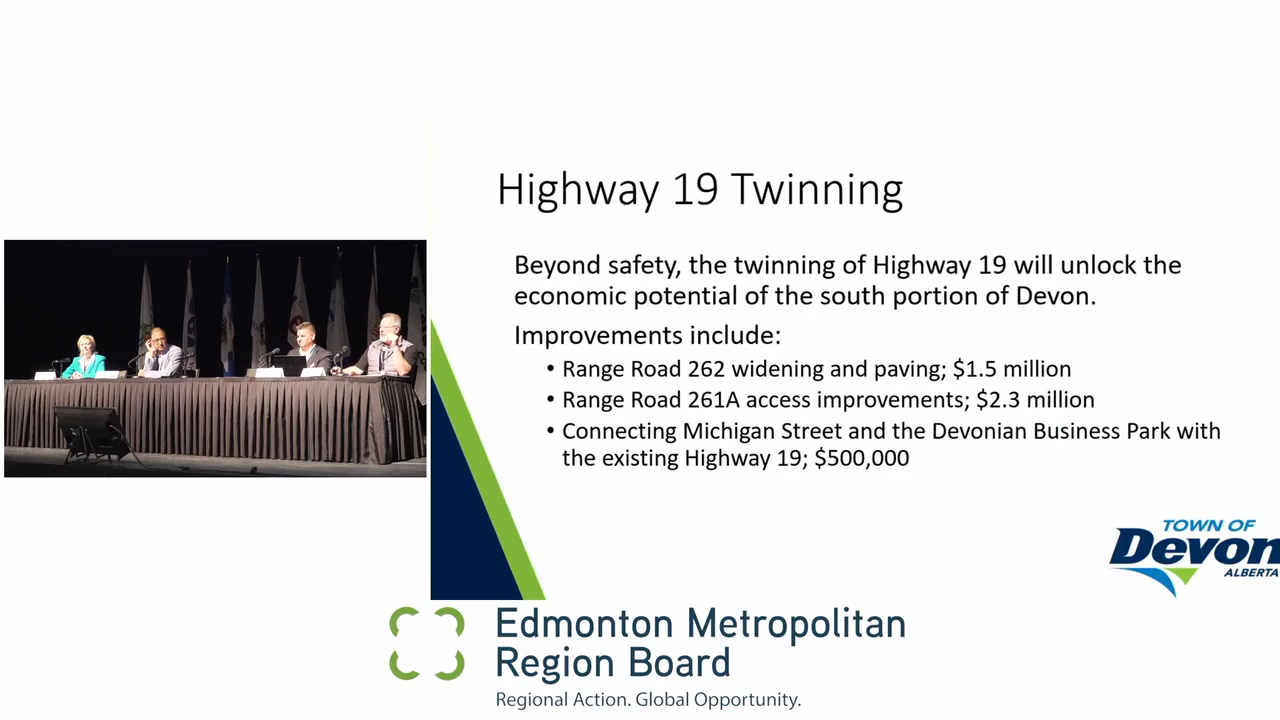 Highway 19 Twinning
Beyond safety, the twinning of Highway 19 will unlock the
economic potential of the south portion of Devon.
Improvements include:
• Range Road 262 widening and paving; $1.5 million
• Range Road 261A access improvements; $2.3 million
• Connecting Michigan Street and the Devonian Business Park with
the existing Highway 19; $500,000
TOWN OF
Devon
ALBERTA
Edmonton Metropolitan
Region Board
Regional Action. Global Opportunity.